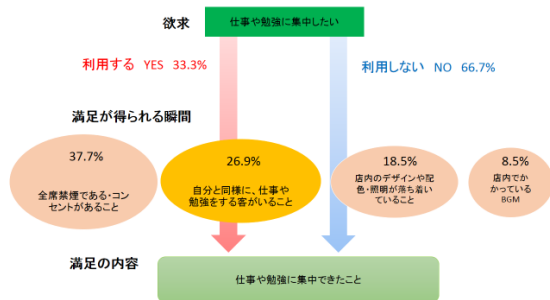 欲求
仕事や勉強に集中したい
利用する YES 33.3%
利用しない NO 66.7%
満足が得られる瞬間
37.7%
全席禁煙である・コン
セントがあること
26.9%
自分と同様に、仕事や
勉強をする客がいること
18.5%
店内のデザインや配
色・照明が落ち着い
ていること
8.5%
店内でか
かっている
BGM
満足の内容
仕事や勉強に集中できたこと